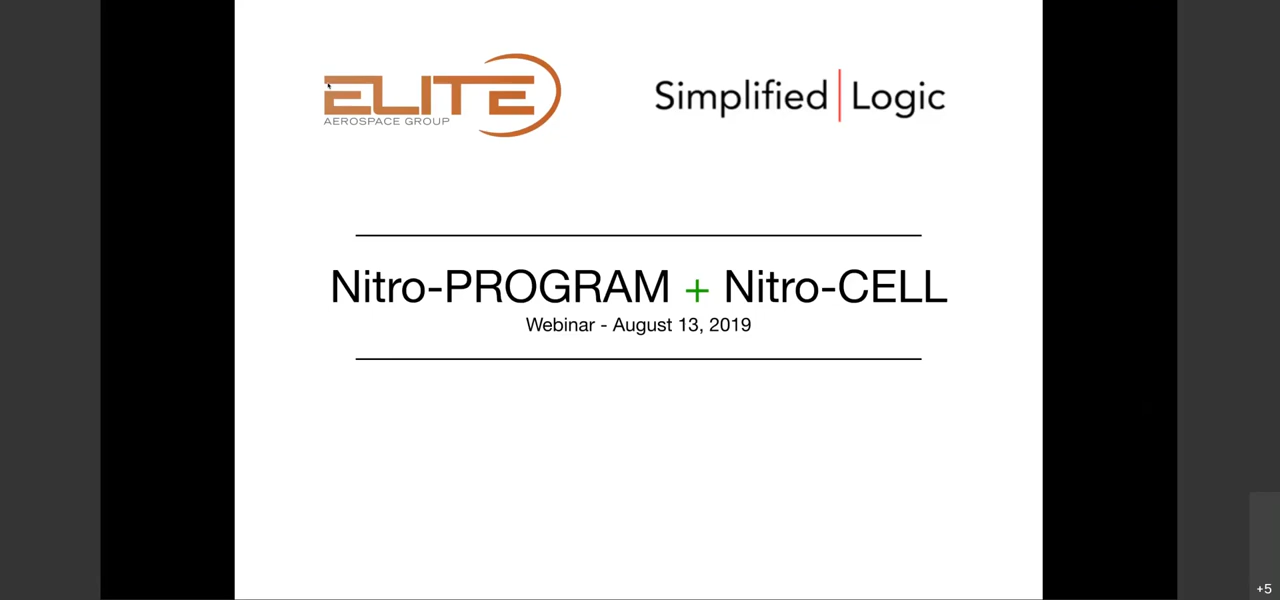 ELITE
AEROSPACE GROUP
Simplified | Logic
Nitro-PROGRAM + Nitro-CELL
Webinar - August 13, 2019
+5